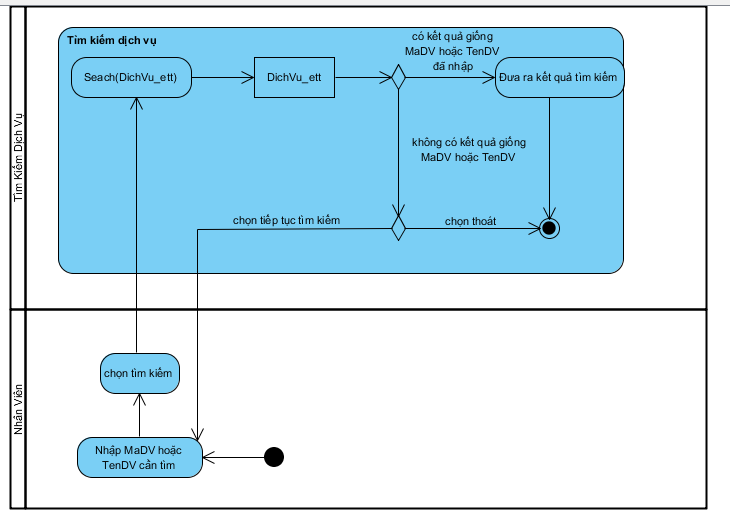 Tìm kiếm dịch vụ
có kết quả giống
MaDV hoặc TenDV
đã nhập
Seach(DichVu_ett)
DichVu_ett
Đưa ra kết quả tìm kiếm
không có kết quả giống
MaDV hoặc TenDV
chọn tiếp tục tìm kiếm
chọn thoát
Tìm Kiếm Dịch Vụ
chọn tìm kiếm
Nhập MaDV hoặc
TenDV cần tìm
Nhân Viên